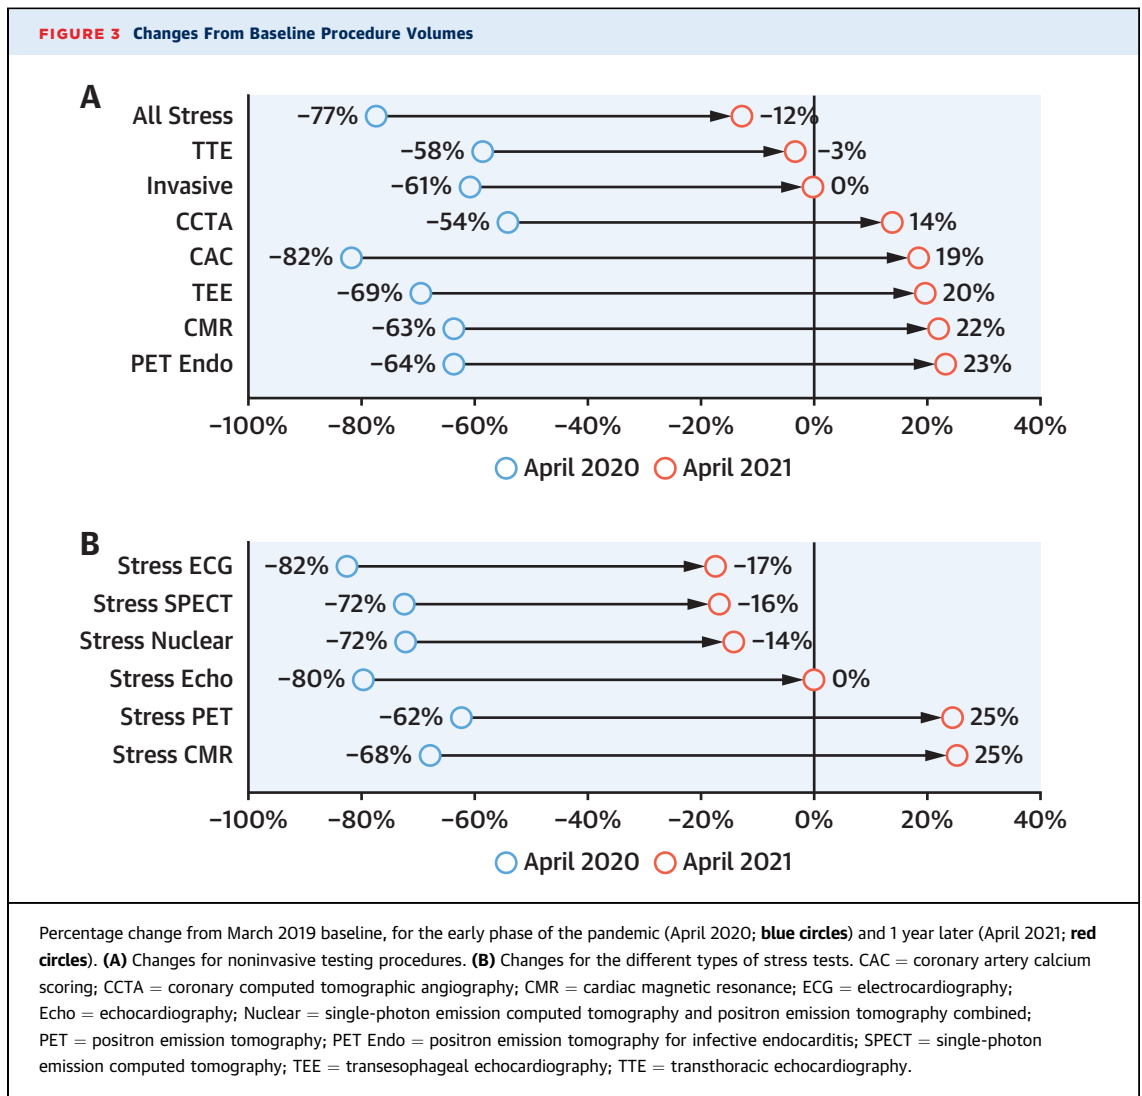 FIGURE 3 Changes From Baseline Procedure Volumes
A
All Stress −77% −12%
TTE −58% −3%
Invasive −61% 0%
CCTA −54% 14%
CAC −82% 19%
TEE −69% 20%
CMR −63% 22%
PET Endo −64% 23%
−100% −80% −60% −40% −20% 0% 20% 40%
April 2020 April 2021
B
Stress ECG −82% −17%
Stress SPECT −72% −16%
Stress Nuclear −72% −14%
Stress Echo −80% 0%
Stress PET −62% 25%
Stress CMR −68% 25%
−100% −80% −60% −40% −20% 0% 20% 40%
April 2020 April 2021
Percentage change from March 2019 baseline, for the early phase of the pandemic (April 2020; blue circles) and 1 year later (April 2021; red
circles). (A) Changes for noninvasive testing procedures. (B) Changes for the different types of stress tests. CAC = coronary artery calcium
scoring; CCTA = coronary computed tomographic angiography; CMR = cardiac magnetic resonance; ECG = electrocardiography;
Echo = echocardiography; Nuclear = single-photon emission computed tomography and positron emission tomography combined;
PET = positron emission tomography; PET Endo = positron emission tomography for infective endocarditis; SPECT = single-photon
emission computed tomography; TEE = transesophageal echocardiography; TTE = transthoracic echocardiography.